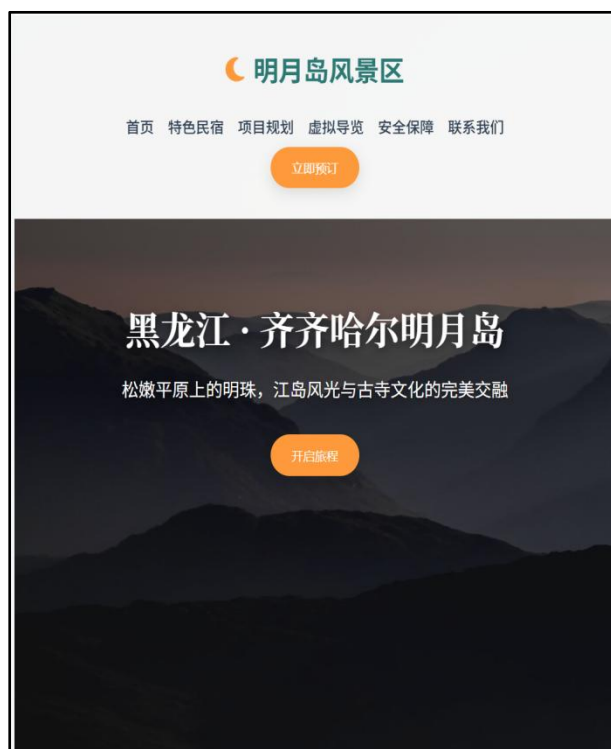 明月岛风景区
首页 特色民宿 项目规划 虚拟导览 安全保障 联系我们
立即预订
黑龙江·齐齐哈尔明月岛
松嫩平原上的明珠，江岛风光与古寺文化的完美交融
开启旅程